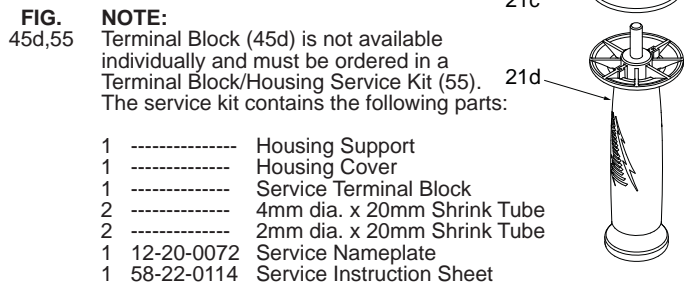 21c
FIG. NOTE:
45d,55 Terminal Block (45d) is not available
individually and must be ordered in a
Terminal Block/Housing Service Kit (55).
The service kit contains the following parts:
21d
1 --------------- Housing Support
1 -------------- Housing Cover
1 -------------- Service Terminal Block
2 --------------- 4mm dia. x 20mm Shrink Tube
2 -------------- 2mm dia. x 20mm Shrink Tube
1 12-20-0072 Service Nameplate
1 58-22-0114 Service Instruction Sheet